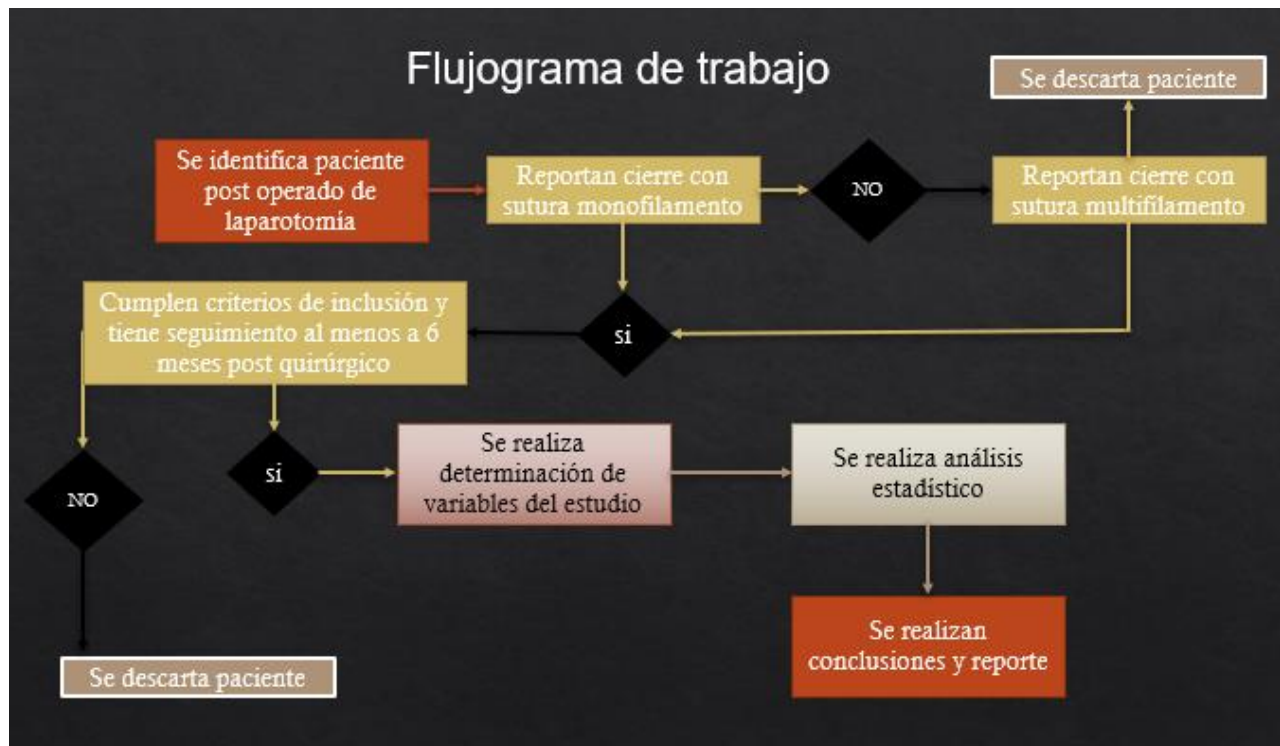 Flujograma de trabajo
Se descarta paciente
Se identifica paciente
post operado de
laparotomía
Reportan cierre con
sutura monofilamento
NO
Reportan cierre con
sutura multifilamento
Cumplen criterios de inclusión y
tiene seguimiento al menos a 6
meses post quirúrgico
si
NO
si
Se realiza
determinación de
variables del estudio
Se realiza análisis
estadístico
Se descarta paciente
Se realizan
conclusiones y reporte